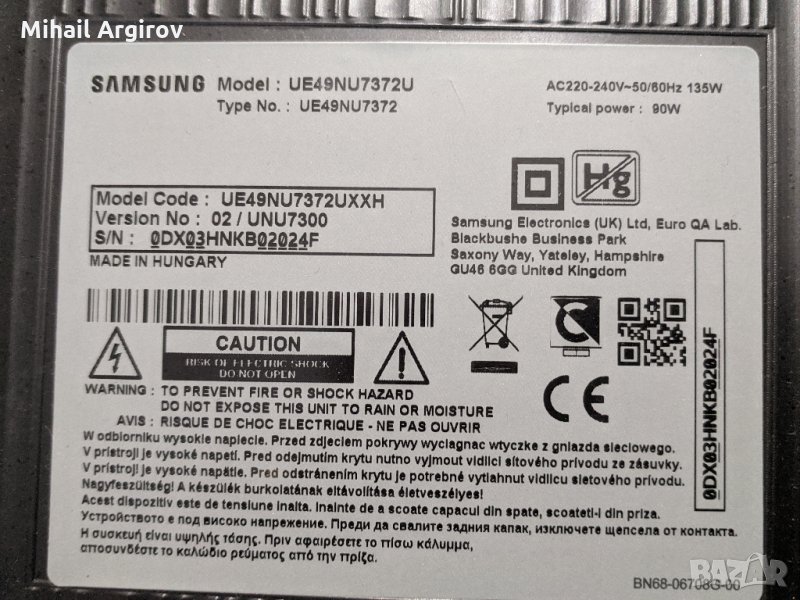 Mihail Argirov
SAMSUNG Model : UE49NU7372U
Type No. : UE49NU7372
AC220-240V~50/60Hz 135W
Typical power : 90W
Hg
Model Code : UE49NU7372UXXH
Version No : 02 / UNU7300
S/N : 0DX03HNKB02024F
MADE IN HUNGARY
Samsung Electronics (UK) Ltd, Euro QA Lab.
Blackbushe Business Park
Saxony Way, Yateley, Hampshire
GU46 6GG United Kingdom
CAUTION
RISK OF ELECTRIC SHOCK
DO NOT OPEN
WARNING : TO PREVENT FIRE OR SHOCK HAZARD
DO NOT EXPOSE THIS UNIT TO RAIN OR MOISTURE
AVIS : RISQUE DE CHOC ELECTRIQUE - NE PAS OUVRIR
CE
0DX03HNKB02024F
W odborniku wysokie napiecie. Przed zdjeciem pokrywy wyciagnac wtyczke z gniazda sieciowego.
V prístroji je vysoké napetí. Pred odejmutím krytu nutno vyjmout vidlici síťového prívodu ze zásuvky.
V prístroji je vysoké napätie. Pred odstránením krytu je potrebné vytiahnut vidlicu sietového prívodu.
Nagyfeszültség! A készülék burkolatának eltávolítása életveszélyes!
Acest dispozitiv este de tensiune inalta. Inainte de a scoate capacul din spate, scoateti-l din priza.
Устройството е под високо напрежение. Преди да свалите задния капак, изключете щепсела от контакта.
Η συσκευή είναι υψηλής τάσης. Πριν αφαιρέσετε το πίσω κάλυμμα,
αποσυνδέστε το καλώδιο ρεύματος από την πρίζα.
BN68-06708G-00
BAZAR